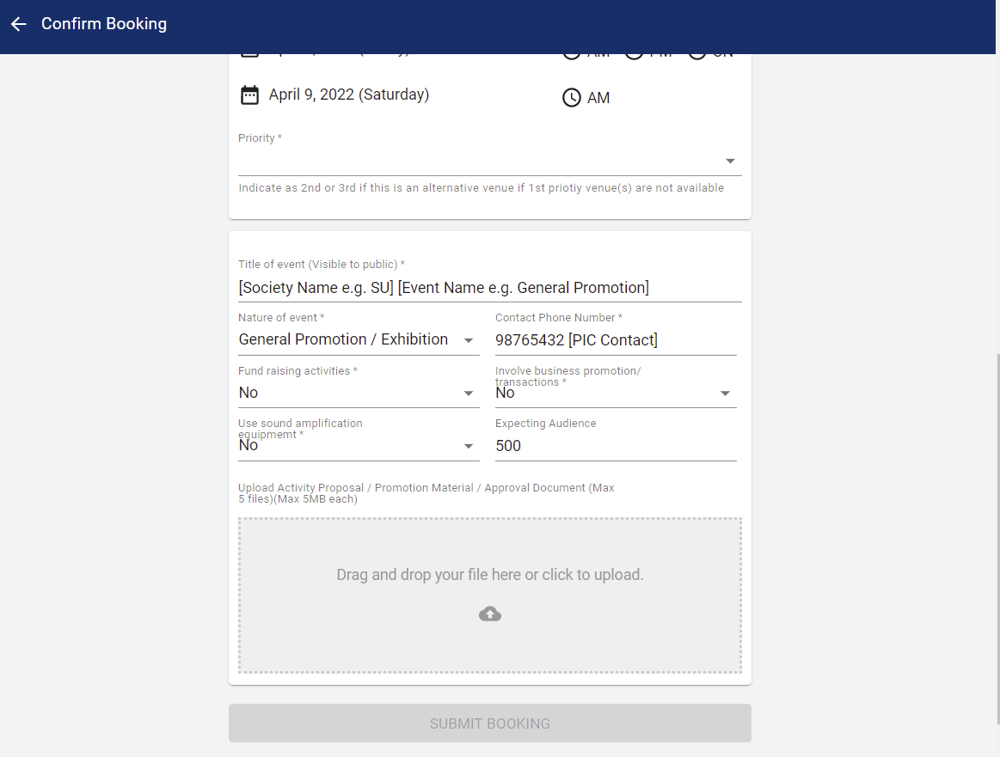 Confirm Booking
April 9, 2022 (Saturday)
AM
Priority *
Indicate as 2nd or 3rd if this is an alternative venue if 1st priotiy venue(s) are not available
Title of event (Visible to public) *
[Society Name e.g. SU] [Event Name e.g. General Promotion]
Nature of event *
General Promotion / Exhibition
Contact Phone Number *
98765432 [PIC Contact]
Fund raising activities *
No
Involve business promotion/
transactions *
No
Use sound amplification
equipmemt *
No
Expecting Audience
500
Upload Activity Proposal / Promotion Material / Approval Document (Max
5 files)(Max 5MB each)
Drag and drop your file here or click to upload.
SUBMIT BOOKING